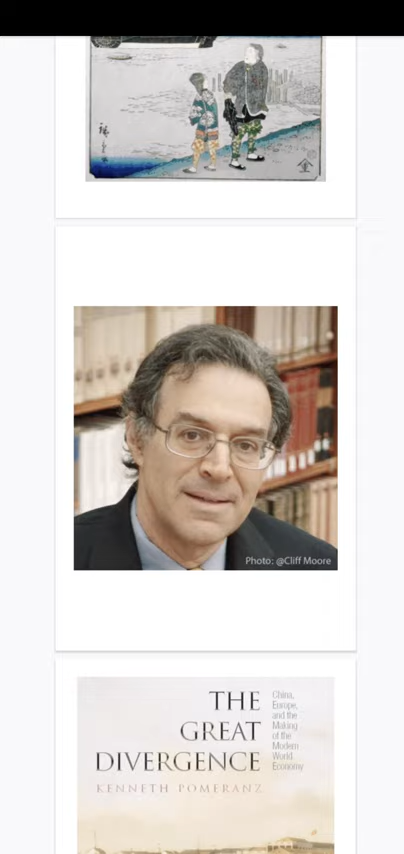 Photo: @Cliff Moore
THE
GREAT
DIVERGENCE
KENNETH POMERANZ
China,
Europe,
and the
Making
of the
Modern
World
Economy